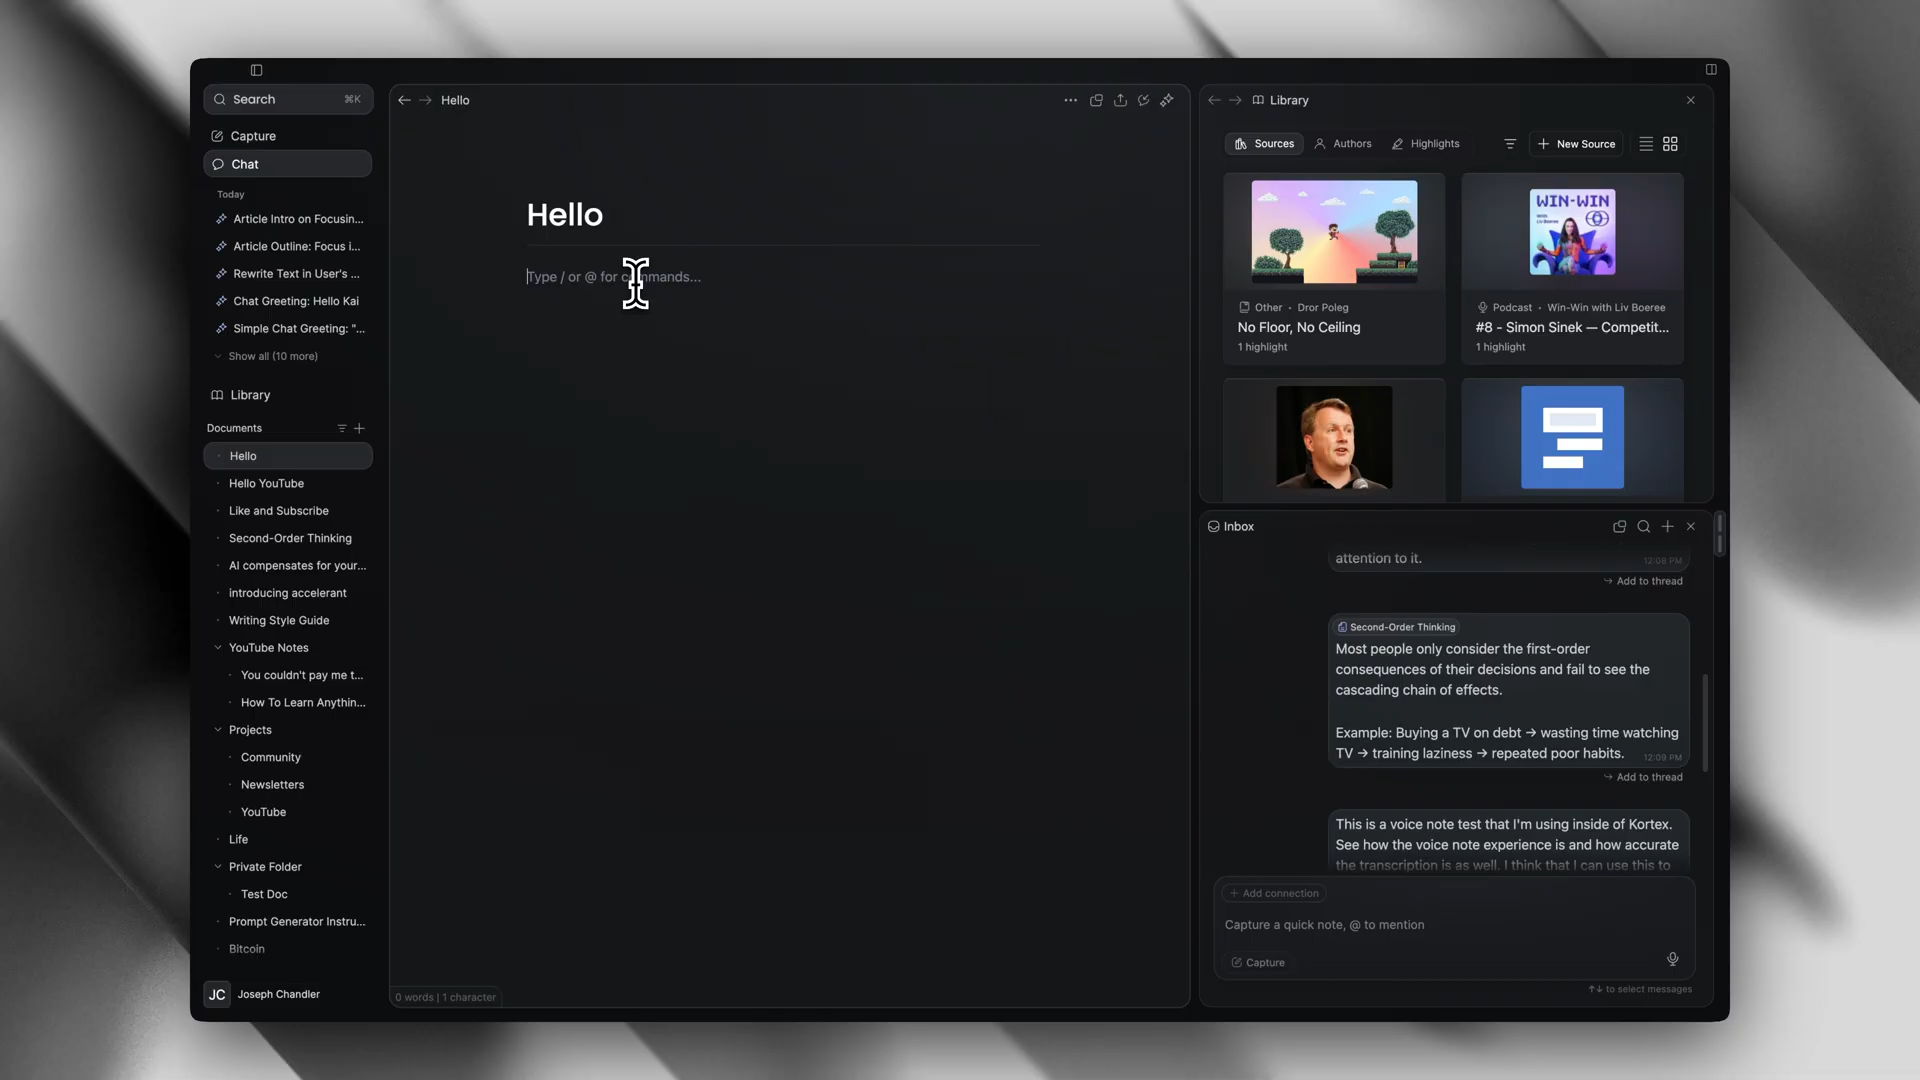 Search ⌘K
Capture
Chat
Today
Article Intro on Focusin...
Article Outline: Focus i...
Rewrite Text in User's ...
Chat Greeting: Hello Kai
Simple Chat Greeting: "...
Show all (10 more)
Library
Documents
Hello
Hello YouTube
Like and Subscribe
Second-Order Thinking
AI compensates for your...
introducing accelerant
Writing Style Guide
YouTube Notes
You couldn't pay me t...
How To Learn Anythin...
Projects
Community
Newsletters
YouTube
Life
Private Folder
Test Doc
Prompt Generator Instru...
Bitcoin
JC Joseph Chandler
Hello
Hello
Type / or @ for commands...
0 words | 1 character
Library
Sources Authors Highlights New Source
WIN-WIN
With
Liv Boeree
Other • Dror Poleg
No Floor, No Ceiling
1 highlight
Podcast • Win-Win with Liv Boeree
#8 - Simon Sinek — Competit...
1 highlight
Inbox
attention to it.
12:08 PM
Add to thread
Second-Order Thinking
Most people only consider the first-order
consequences of their decisions and fail to see the
cascading chain of effects.
Example: Buying a TV on debt → wasting time watching
TV → training laziness → repeated poor habits.
12:09 PM
Add to thread
This is a voice note test that I'm using inside of Kortex.
See how the voice note experience is and how accurate
the transcription is as well. I think that I can use this to
+ Add connection
Capture a quick note, @ to mention
Capture
↑↓ to select messages